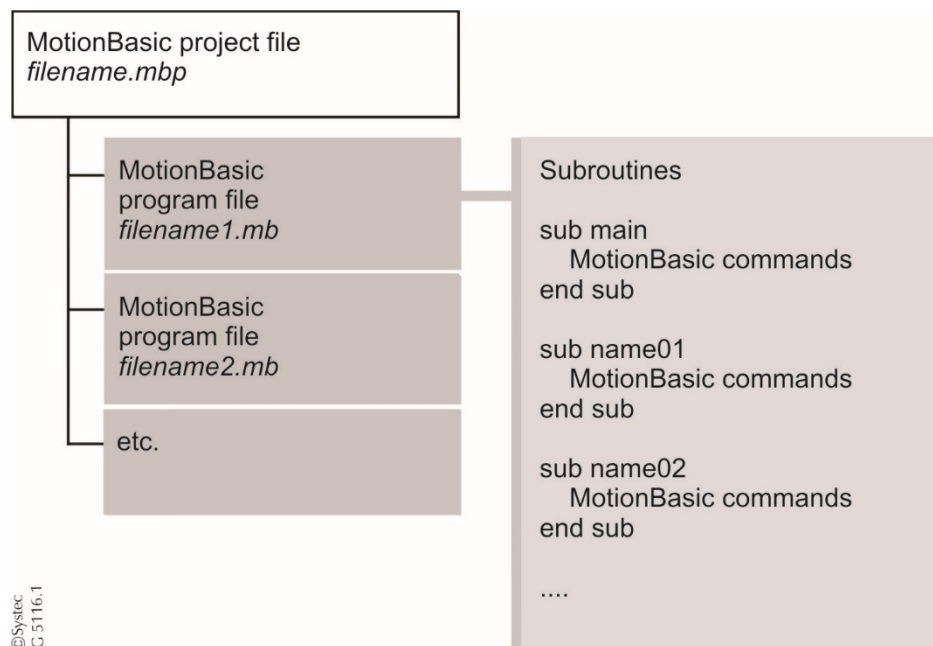 MotionBasic project file
filename.mbp
MotionBasic
program file
filename1.mb
MotionBasic
program file
filename2.mb
etc.
Subroutines
sub main
MotionBasic commands
end sub
sub name01
MotionBasic commands
end sub
sub name02
MotionBasic commands
end sub
....
©Systec
G 5116.1